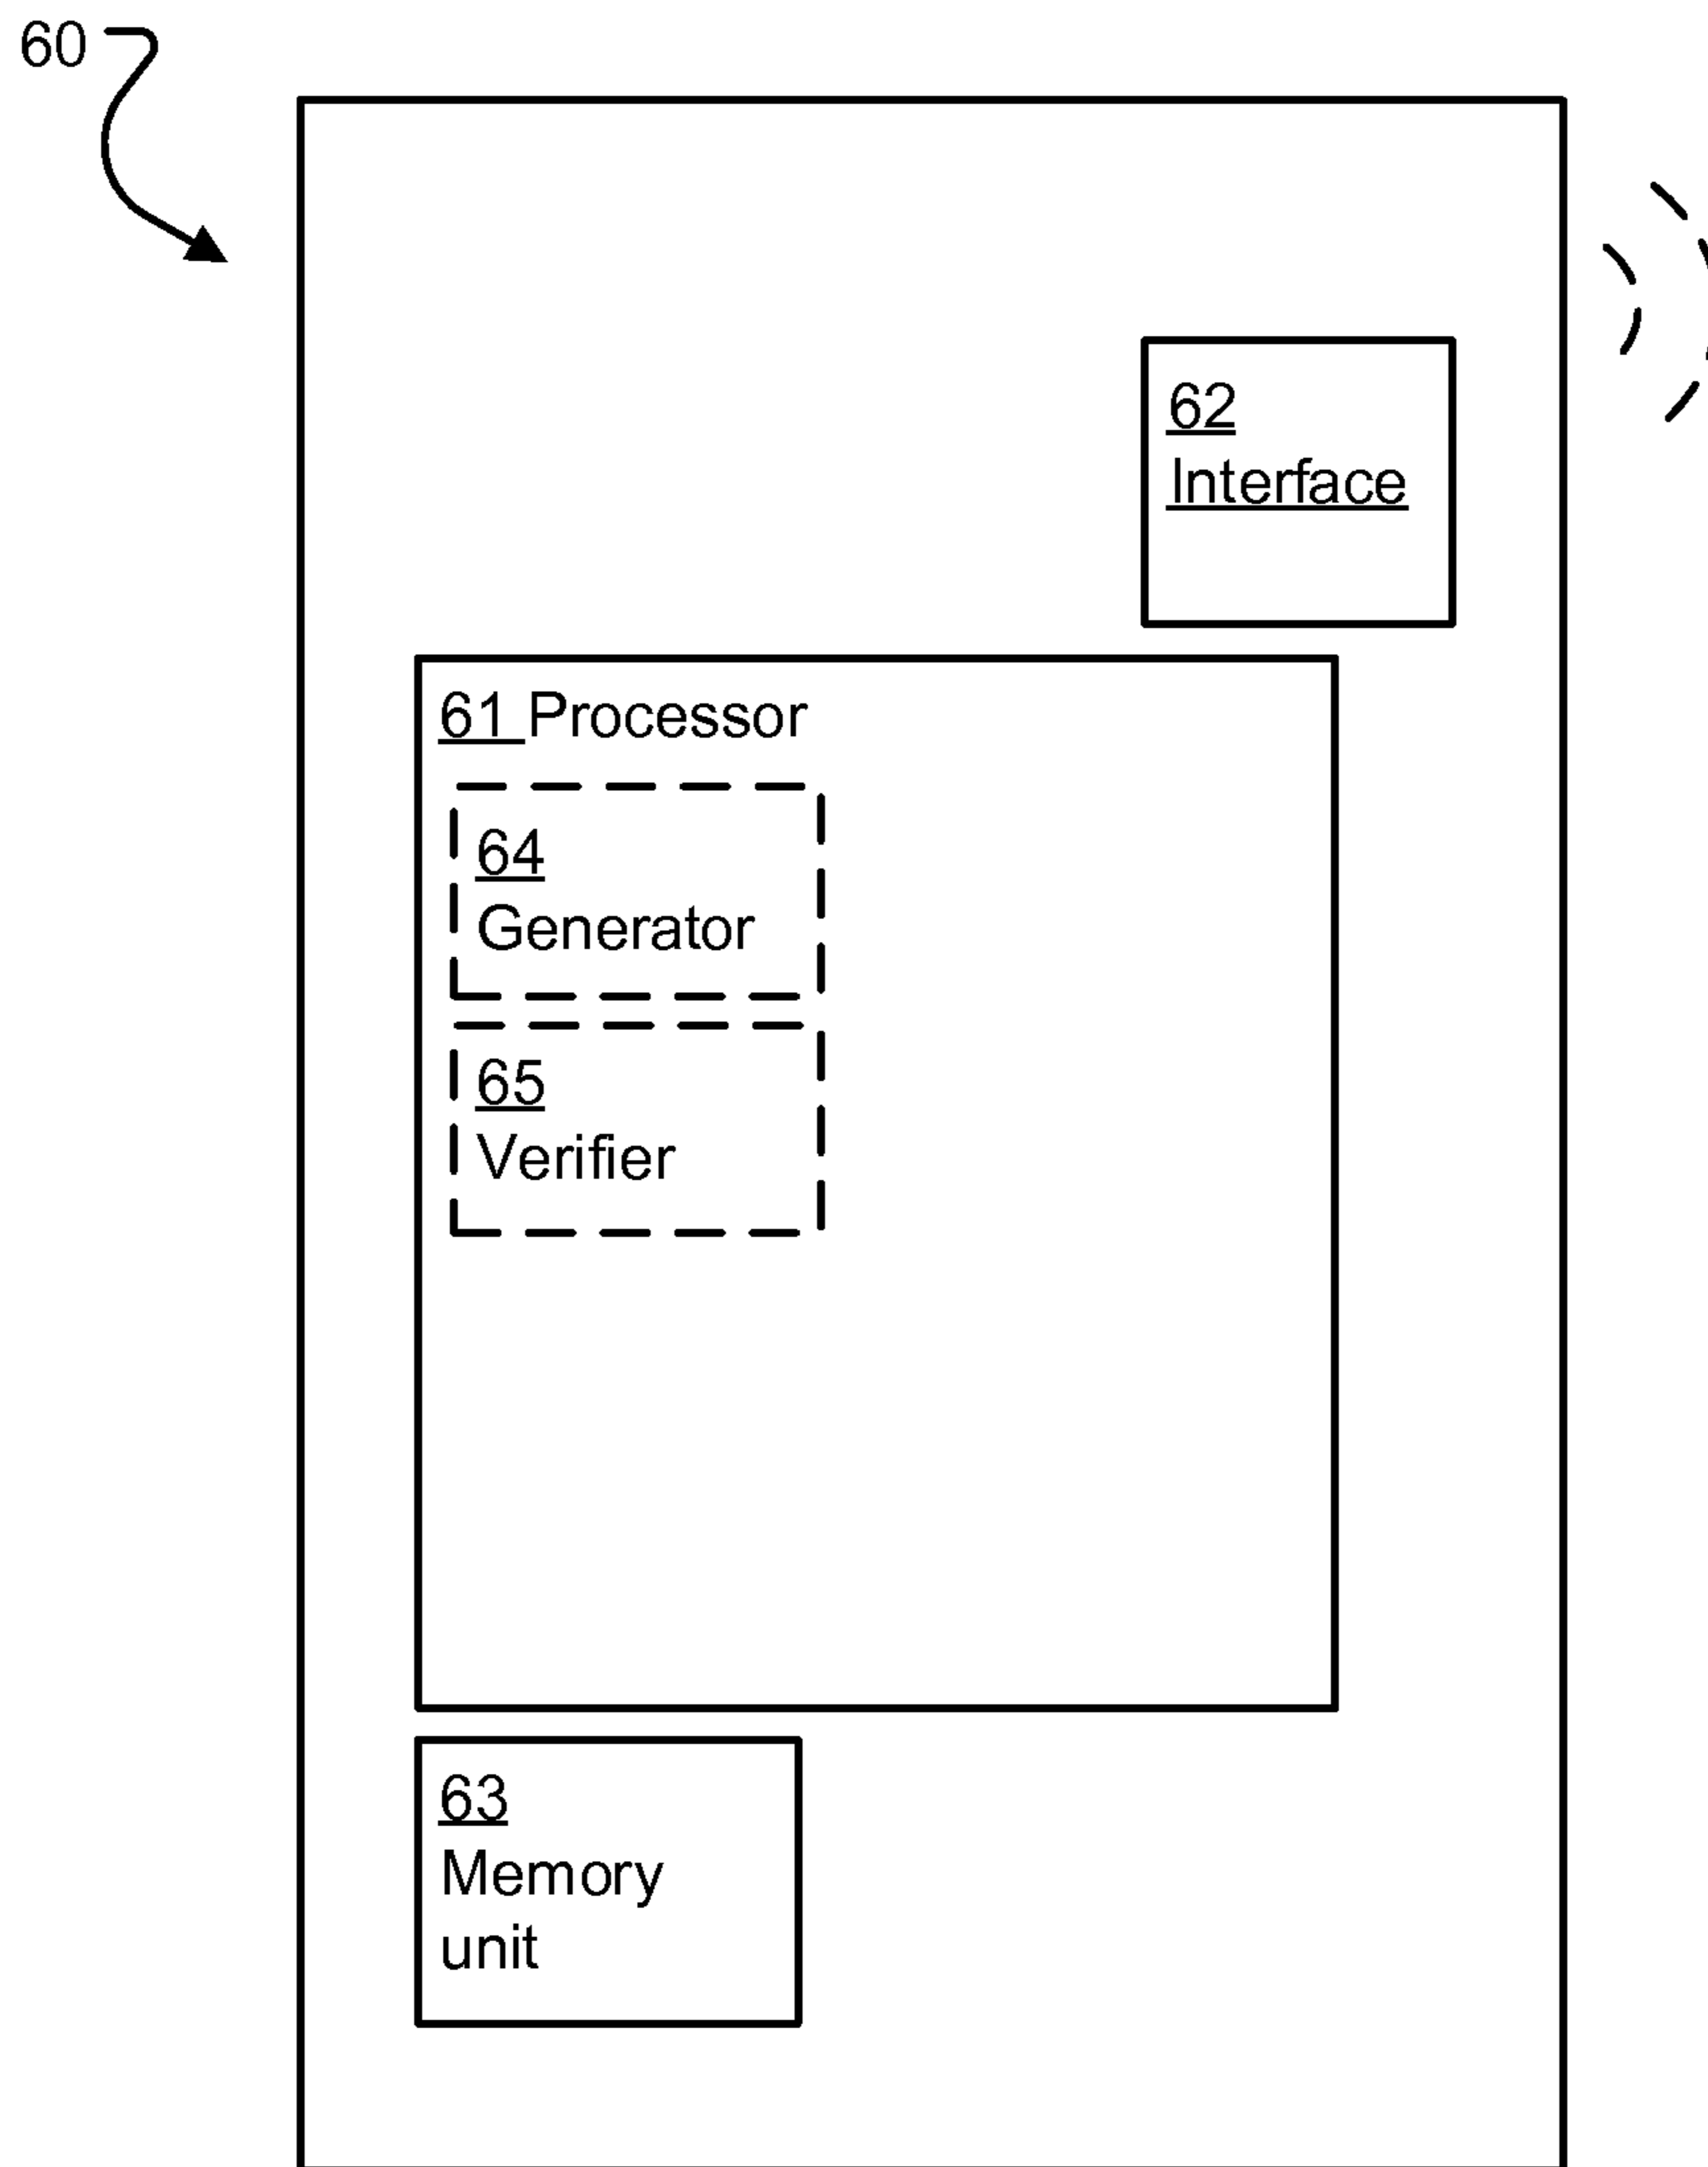 60
62
Interface
61 Processor
64
Generator
65
Verifier
63
Memory
unit